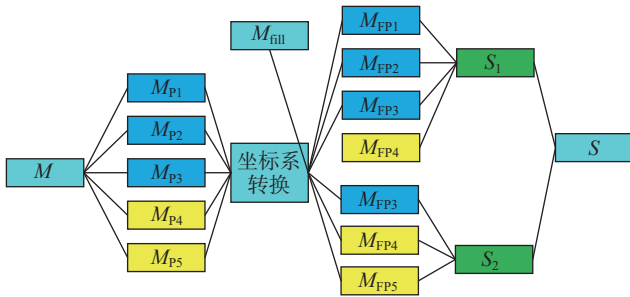 M
M_P1
M_P2
M_P3
M_P4
M_P5
M_fill
坐标系
转换
M_FP1
M_FP2
M_FP3
M_FP4
M_FP3
M_FP4
M_FP5
S_1
S_2
S